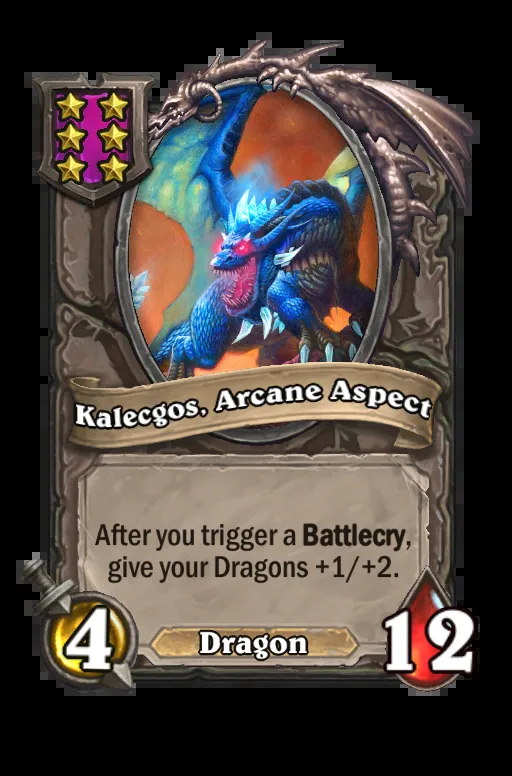 Kalecgos, Arcane Aspect
After you trigger a Battlecry,
give your Dragons +1/+2.
4
Dragon
12